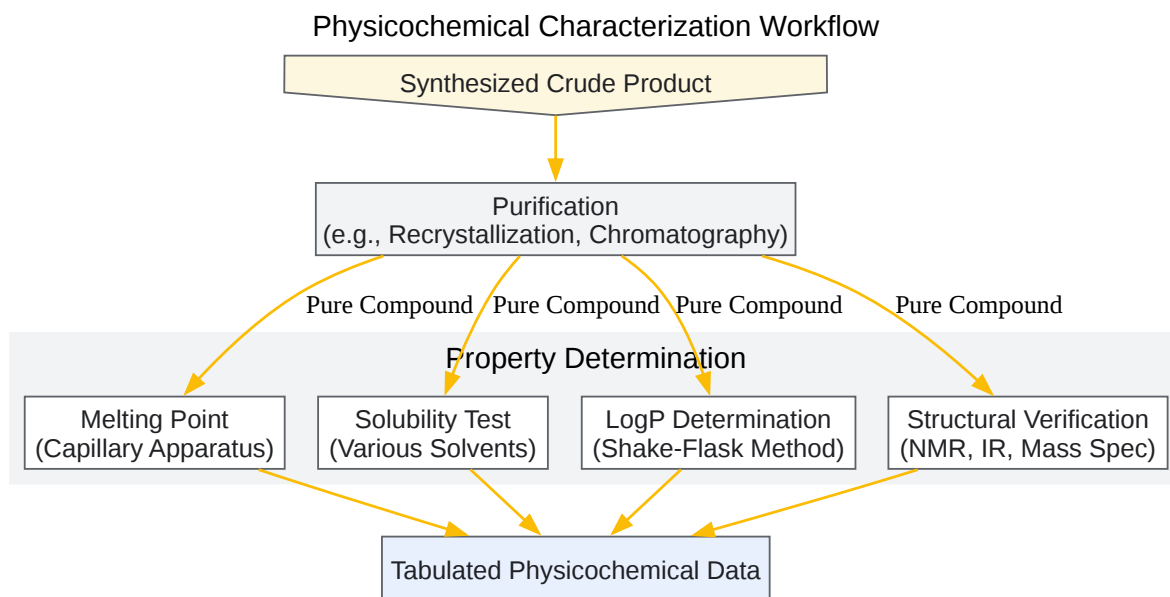 Physicochemical Characterization Workflow
Synthesized Crude Product
Purification
(e.g., Recrystallization, Chromatography)
Pure Compound
Pure Compound
Pure Compound
Pure Compound
Property Determination
Melting Point
(Capillary Apparatus)
Solubility Test
(Various Solvents)
LogP Determination
(Shake-Flask Method)
Structural Verification
(NMR, IR, Mass Spec)
Tabulated Physicochemical Data